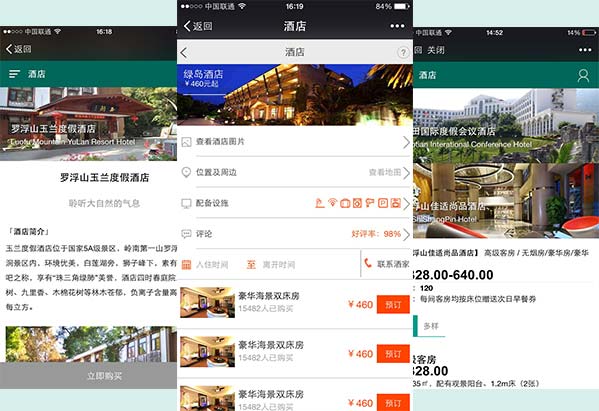 中国联通
16:18
返回
酒店
罗浮山玉兰度假酒店
Luofu Mountain YuLan Resort Hotel
罗浮山玉兰度假酒店
聆听大自然的气息
「酒店简介」
玉兰度假酒店位于国家5A级景区，岭南第一山罗浮
洞景区内，环境优美，白莲湖旁，狮子峰下，素有
吧之称，享有“珠三角绿肺”美誉，酒店四时春庭院
树、九里香、木棉花树等林木苍郁，负离子含量高
每立方。
立即购买
中国联通
16:19
84%
返回
酒店
酒店
?
绿岛酒店
¥460元起
查看酒店图片
位置及周边
查看地图
配备设施
评论
好评率：98%
入住时间
至
离开时间
联系酒家
豪华海景双床房
15482人已购买
¥ 460
预订
豪华海景双床房
15482人已购买
¥ 460
预订
豪华海景双床房
15482人已购买
¥ 460
预订
中国联通
14:52
54%
返回
关闭
酒店
田国际度假会议酒店
otian International Conference Hotel
浮山佳适尚品酒店
ShiShangPin Hotel
浮山佳适尚品酒店】
高级客房 / 无烟房/豪华房/豪华
328.00-640.00
：120
：每间客房均按床位赠送次日早餐券
多样
级客房
328.00
35㎡，配有观景阳台。1.2m床（2张）